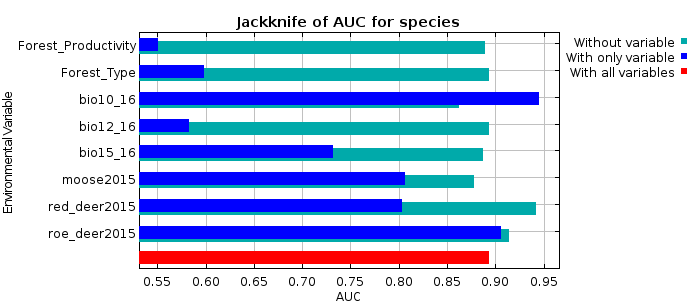 Jackknife of AUC for species
Without variable
With only variable
With all variables
Environmental Variable
Forest_Productivity
Forest_Type
bio10_16
bio12_16
bio15_16
moose2015
red_deer2015
roe_deer2015
0.55 0.60 0.65 0.70 0.75 0.80 0.85 0.90 0.95
AUC